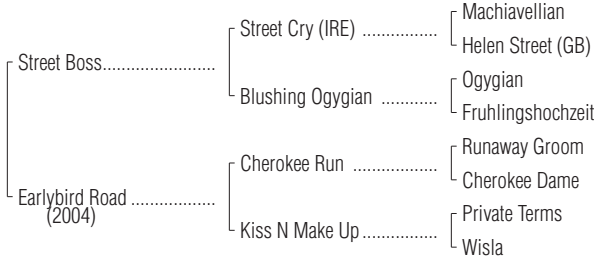 Machiavellian
Street Cry (IRE) ................
Helen Street (GB)
Street Boss........................
Ogygian
Blushing Ogygian ............
Fruhlingshochzeit
Runaway Groom
Cherokee Run ..................
Cherokee Dame
Earlybird Road ..................
(2004)
Private Terms
Kiss N Make Up................
Wisla